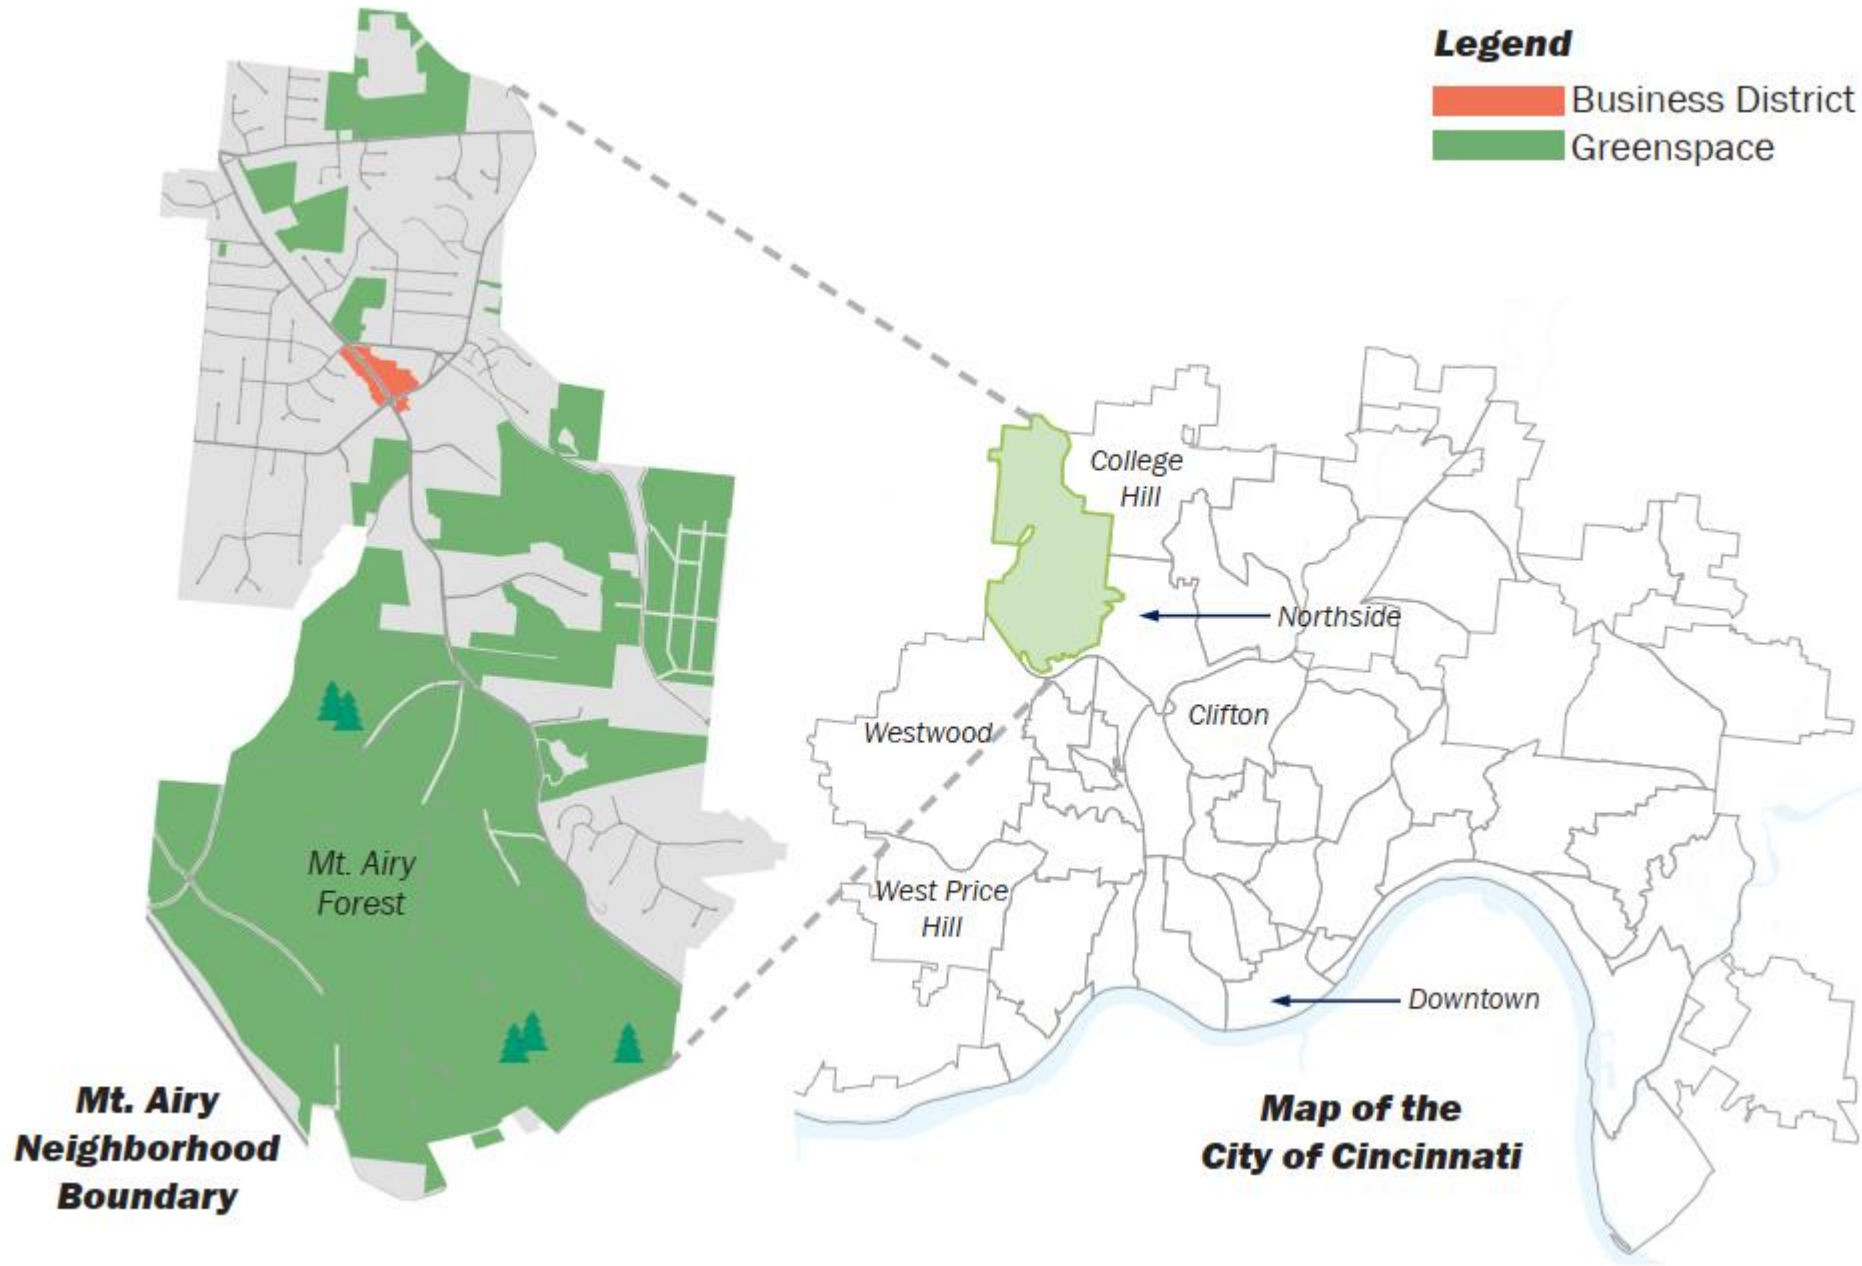 Legend
Business District
Greenspace
College
Hill
Northside
Westwood
Clifton
Mt. Airy
Forest
West Price
Hill
Downtown
Mt. Airy
Neighborhood
Boundary
Map of the
City of Cincinnati